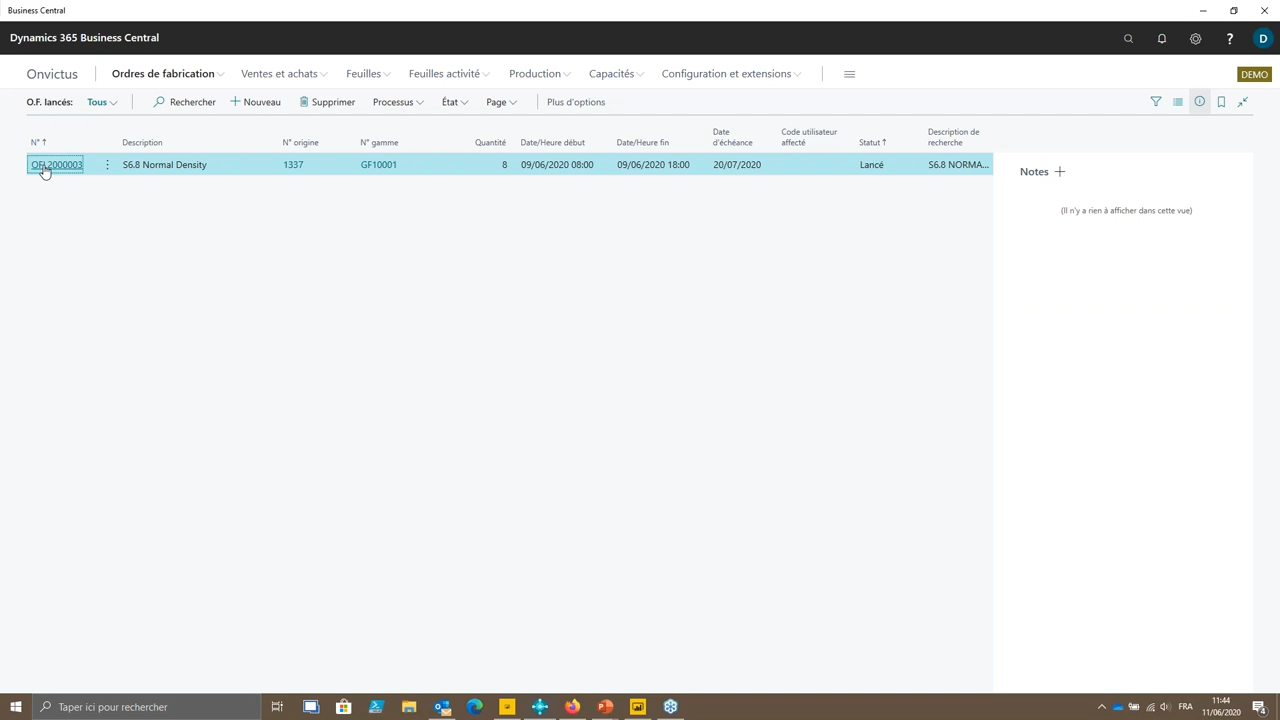 Business Central
Dynamics 365 Business Central
D
Onvictus
Ordres de fabrication
Ventes et achats
Feuilles
Feuilles activité
Production
Capacités
Configuration et extensions
DEMO
O.F. lancés:
Tous
Rechercher
Nouveau
Supprimer
Processus
État
Page
Plus d'options
N° ↑
Description
N° origine
N° gamme
Quantité
Date/Heure début
Date/Heure fin
Date d'échéance
Code utilisateur affecté
Statut ↑
Description de recherche
S6.8 Normal Density
1337
GF10001
8
09/06/2020 08:00
09/06/2020 18:00
20/07/2020
Lancé
S6.8 NORMA...
Notes
(Il n'y a rien à afficher dans cette vue)
Taper ici pour rechercher
FRA
11:44
11/06/2020
4